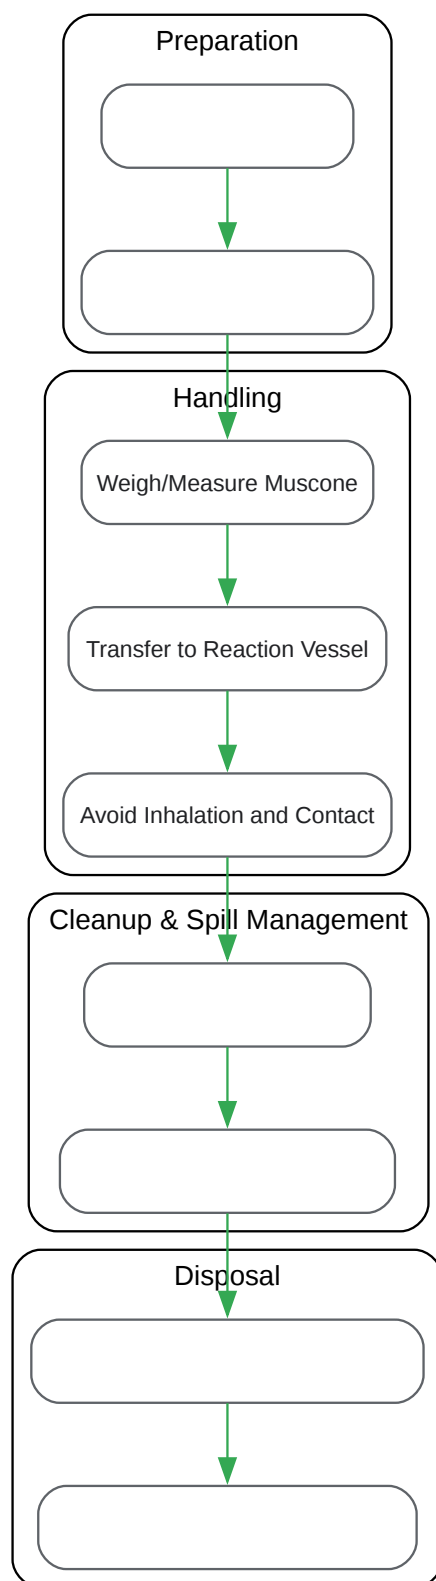 Preparation
Handling
Weigh/Measure Muscone
Transfer to Reaction Vessel
Avoid Inhalation and Contact
Cleanup & Spill Management
Disposal